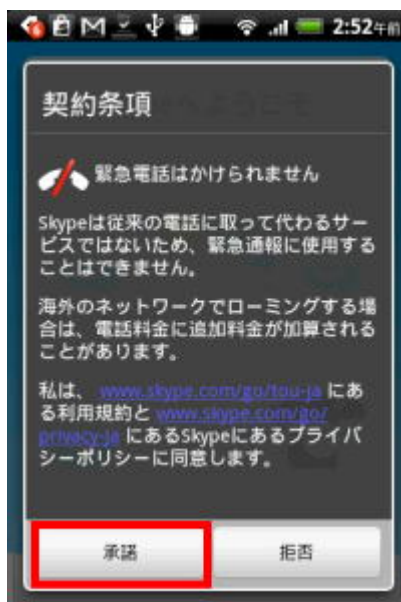 2:52午前
契約条項
緊急電話はかけられません
Skypeは従来の電話に取って代わるサー
ビスではないため、緊急通報に使用する
ことはできません。
海外のネットワークでローミングする場
合は、電話料金に追加料金が加算される
ことがあります。
私は、 www.skype.com/go/tou-ja にあ
る利用規約と www.skype.com/go/
privacy-ja にあるSkypeにあるプライバ
シーポリシーに同意します。
承諾
拒否